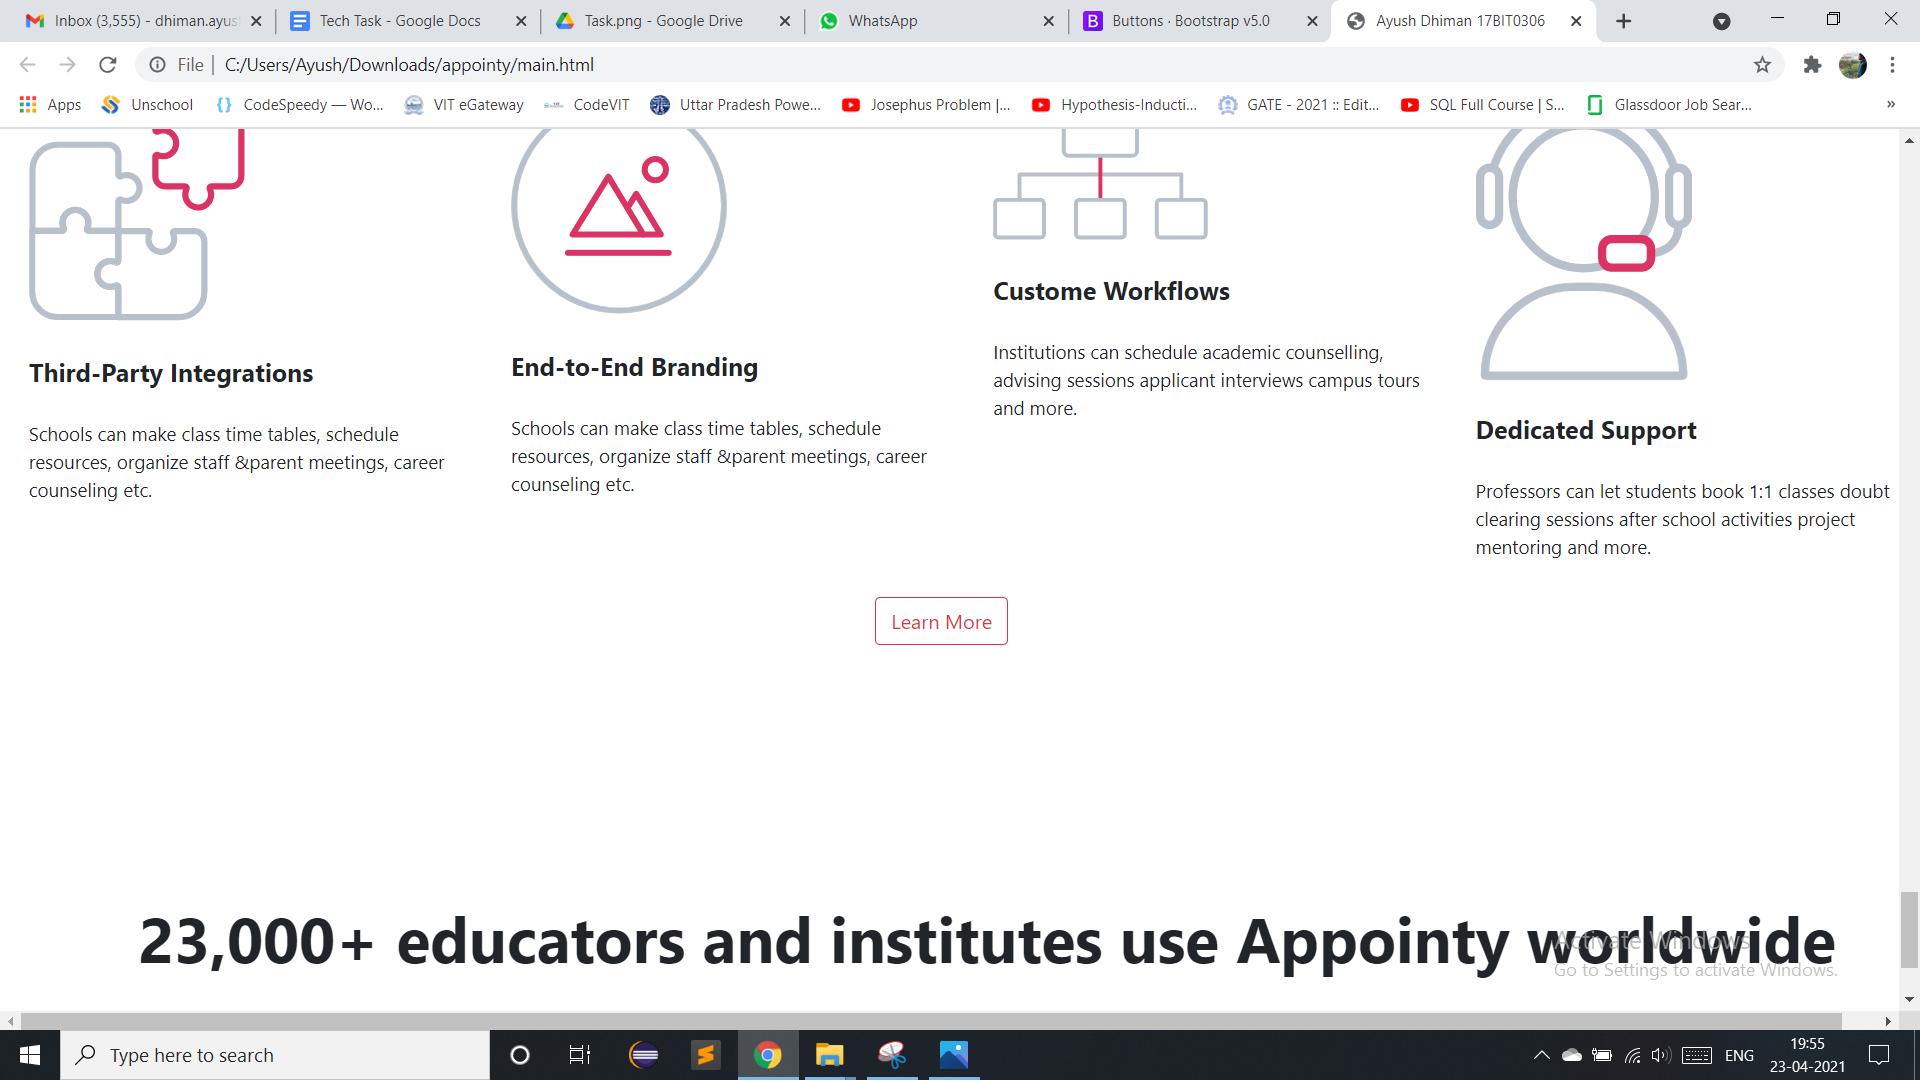 Inbox (3,555) - dhiman.ayus
Tech Task - Google Docs
Task.png - Google Drive
WhatsApp
Buttons · Bootstrap v5.0
Ayush Dhiman 17BIT0306
File | C:/Users/Ayush/Downloads/appointy/main.html
Apps
Unschool
CodeSpeedy — Wo...
VIT eGateway
CodeVIT
Uttar Pradesh Powe...
Josephus Problem |...
Hypothesis-Inducti...
GATE - 2021 :: Edit...
SQL Full Course | S...
Glassdoor Job Sear...
»
Third-Party Integrations
Schools can make class time tables, schedule
resources, organize staff &parent meetings, career
counseling etc.
End-to-End Branding
Schools can make class time tables, schedule
resources, organize staff &parent meetings, career
counseling etc.
Custome Workflows
Institutions can schedule academic counselling,
advising sessions applicant interviews campus tours
and more.
Dedicated Support
Professors can let students book 1:1 classes doubt
clearing sessions after school activities project
mentoring and more.
Learn More
23,000+ educators and institutes use Appointy worldwide
Activate Windows
Go to Settings to activate Windows.
Type here to search
ENG
19:55
23-04-2021